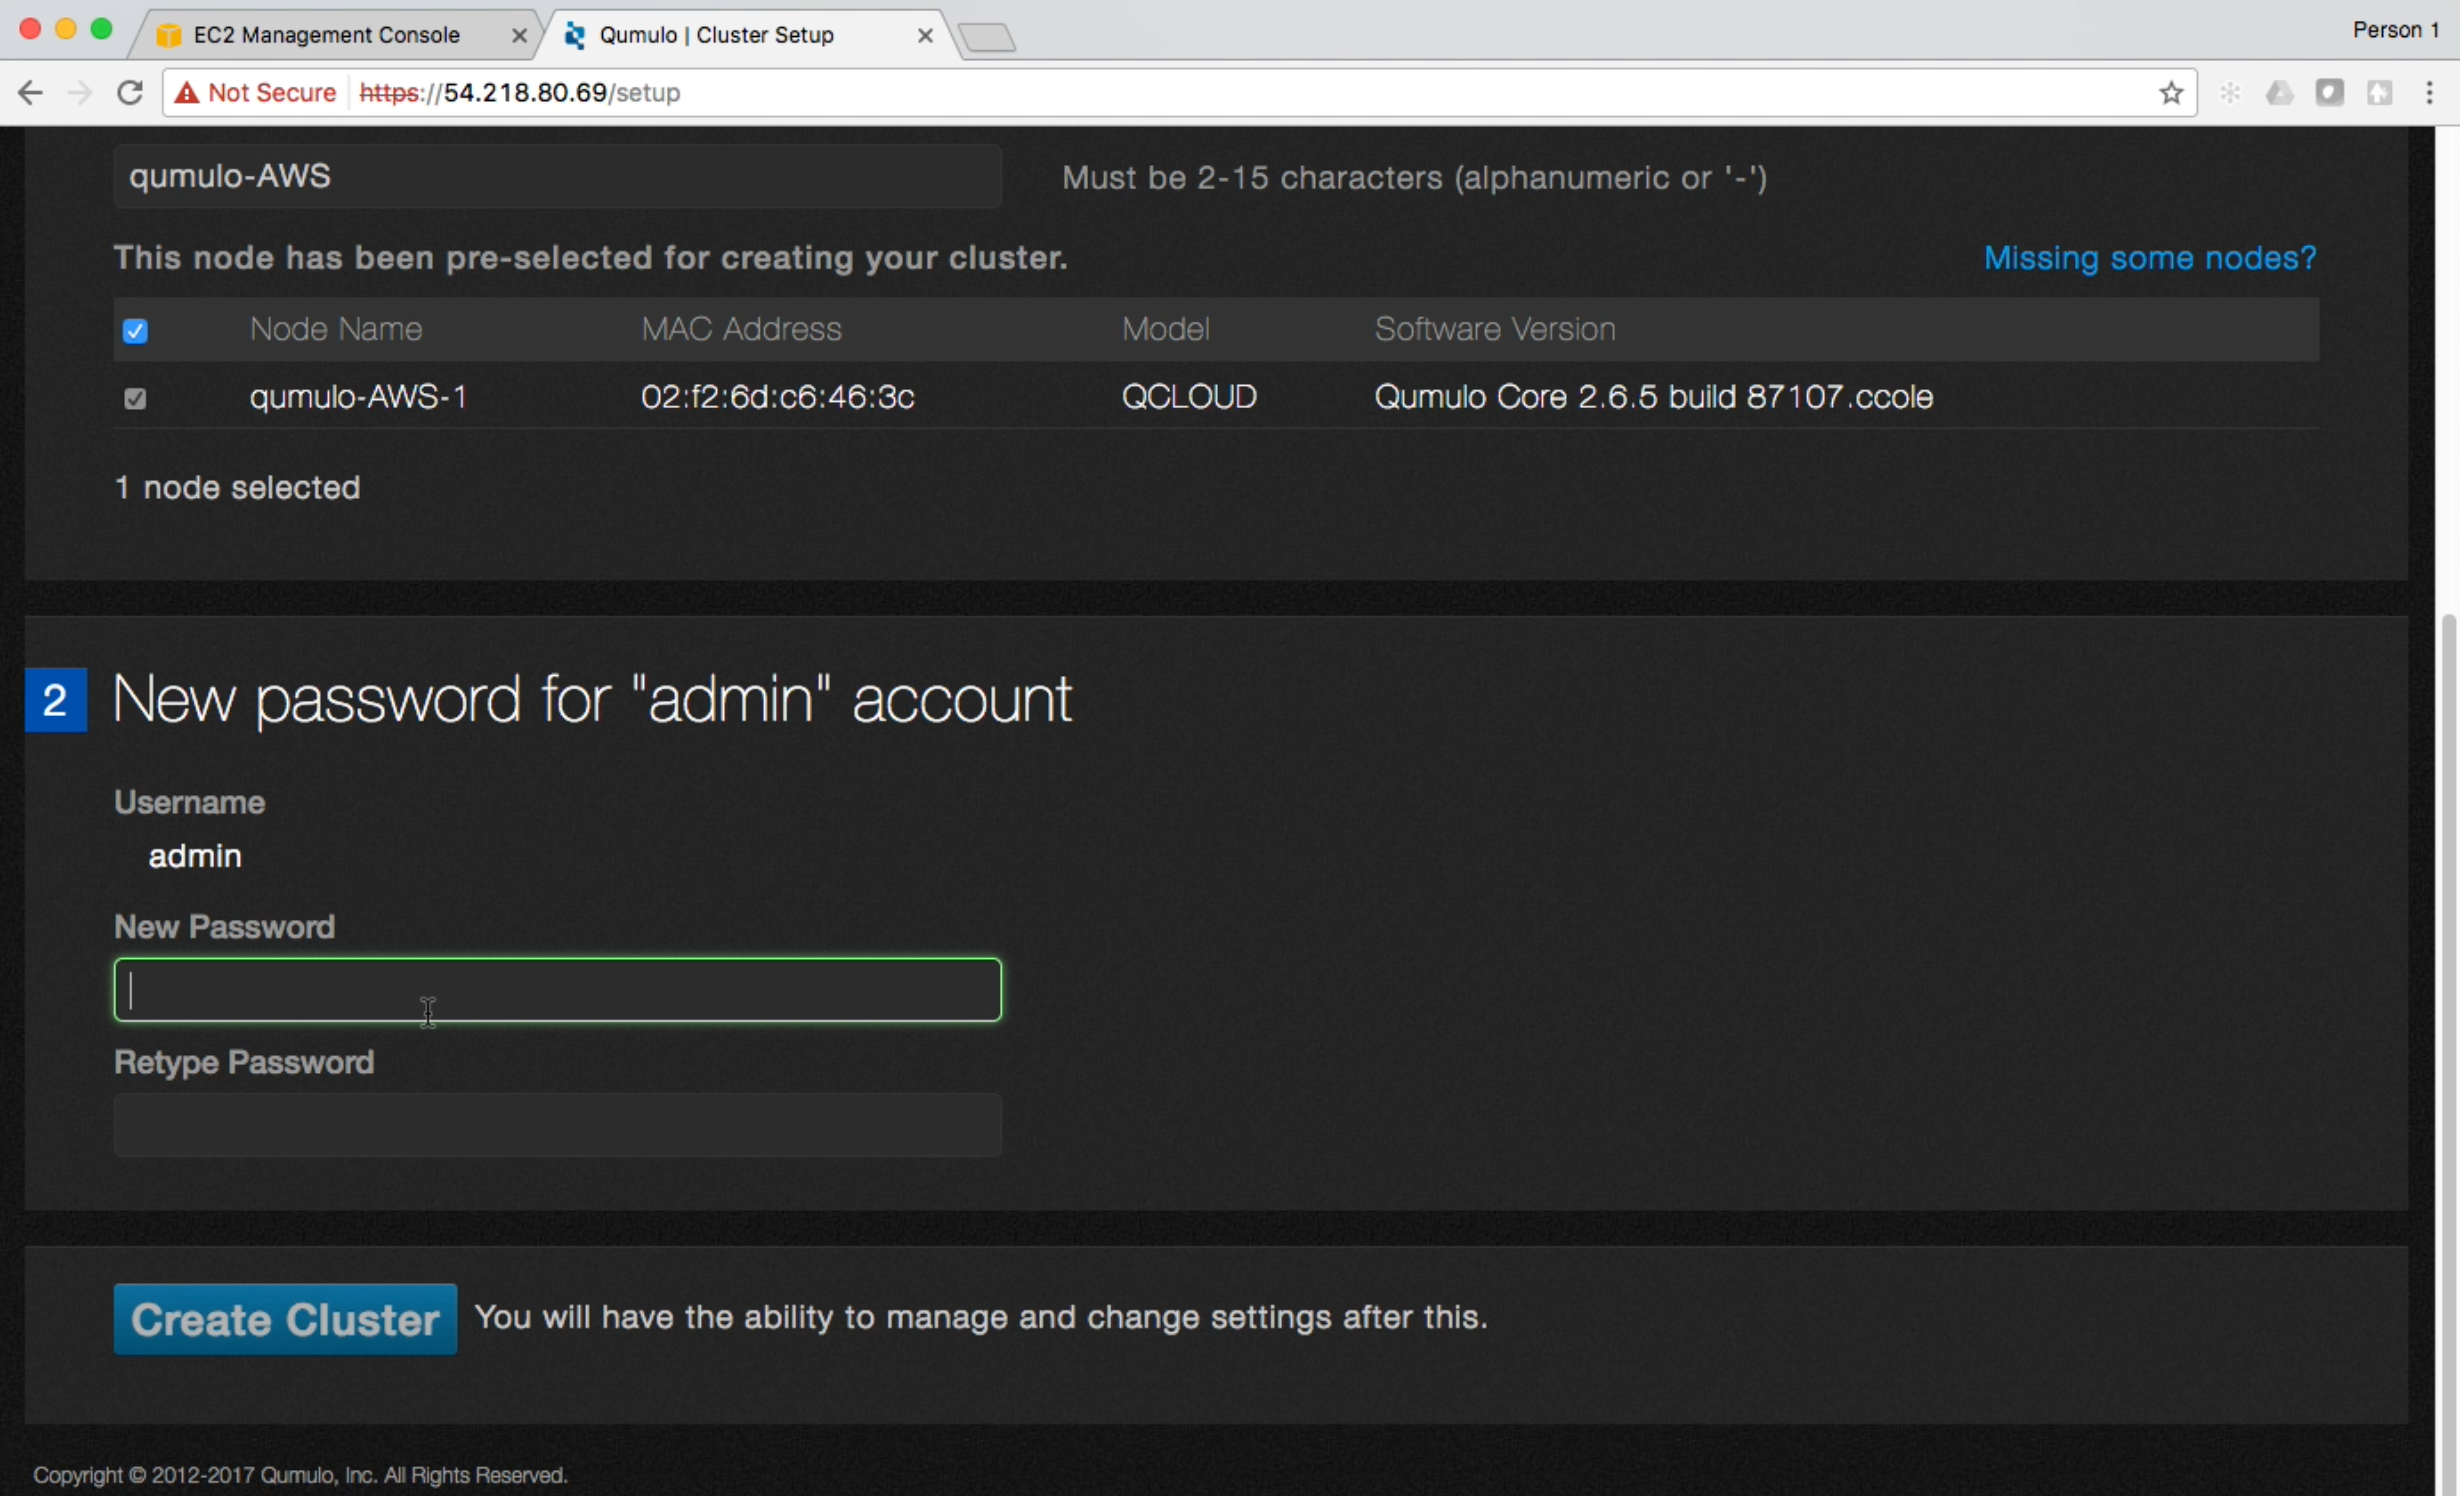 EC2 Management Console
Qumulo | Cluster Setup
Person 1
Not Secure https://54.218.80.69/setup
qumulo-AWS
Must be 2-15 characters (alphanumeric or '-')
This node has been pre-selected for creating your cluster.
Missing some nodes?
Node Name MAC Address Model Software Version
qumulo-AWS-1 02:f2:6d:c6:46:3c QCLOUD Qumulo Core 2.6.5 build 87107.ccole
1 node selected
2 New password for "admin" account
Username
admin
New Password
Retype Password
Create Cluster You will have the ability to manage and change settings after this.
Copyright © 2012-2017 Qumulo, Inc. All Rights Reserved.